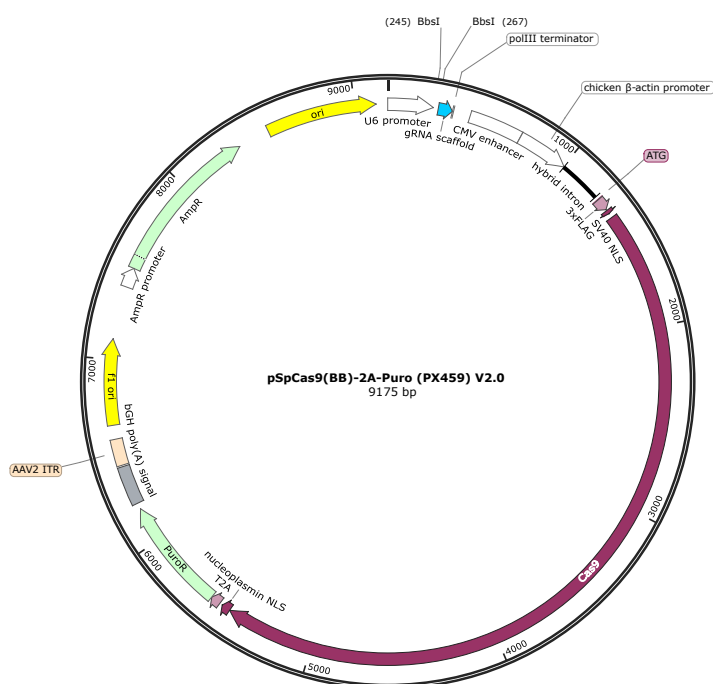 (245) BbsI
BbsI (267)
polIII terminator
chicken β-actin promoter
9000
ori
U6 promoter
gRNA scaffold
CMV enhancer
1000
hybrid intron
ATG
3xFLAG
SV40 NLS
8000
AmpR
AmpR promoter
2000
7000
f1 ori
pSpCas9(BB)-2A-Puro (PX459) V2.0
9175 bp
bGH poly(A) signal
AAV2 ITR
3000
6000
PuroR
T2A
nucleoplasmin NLS
Cas9
4000
5000